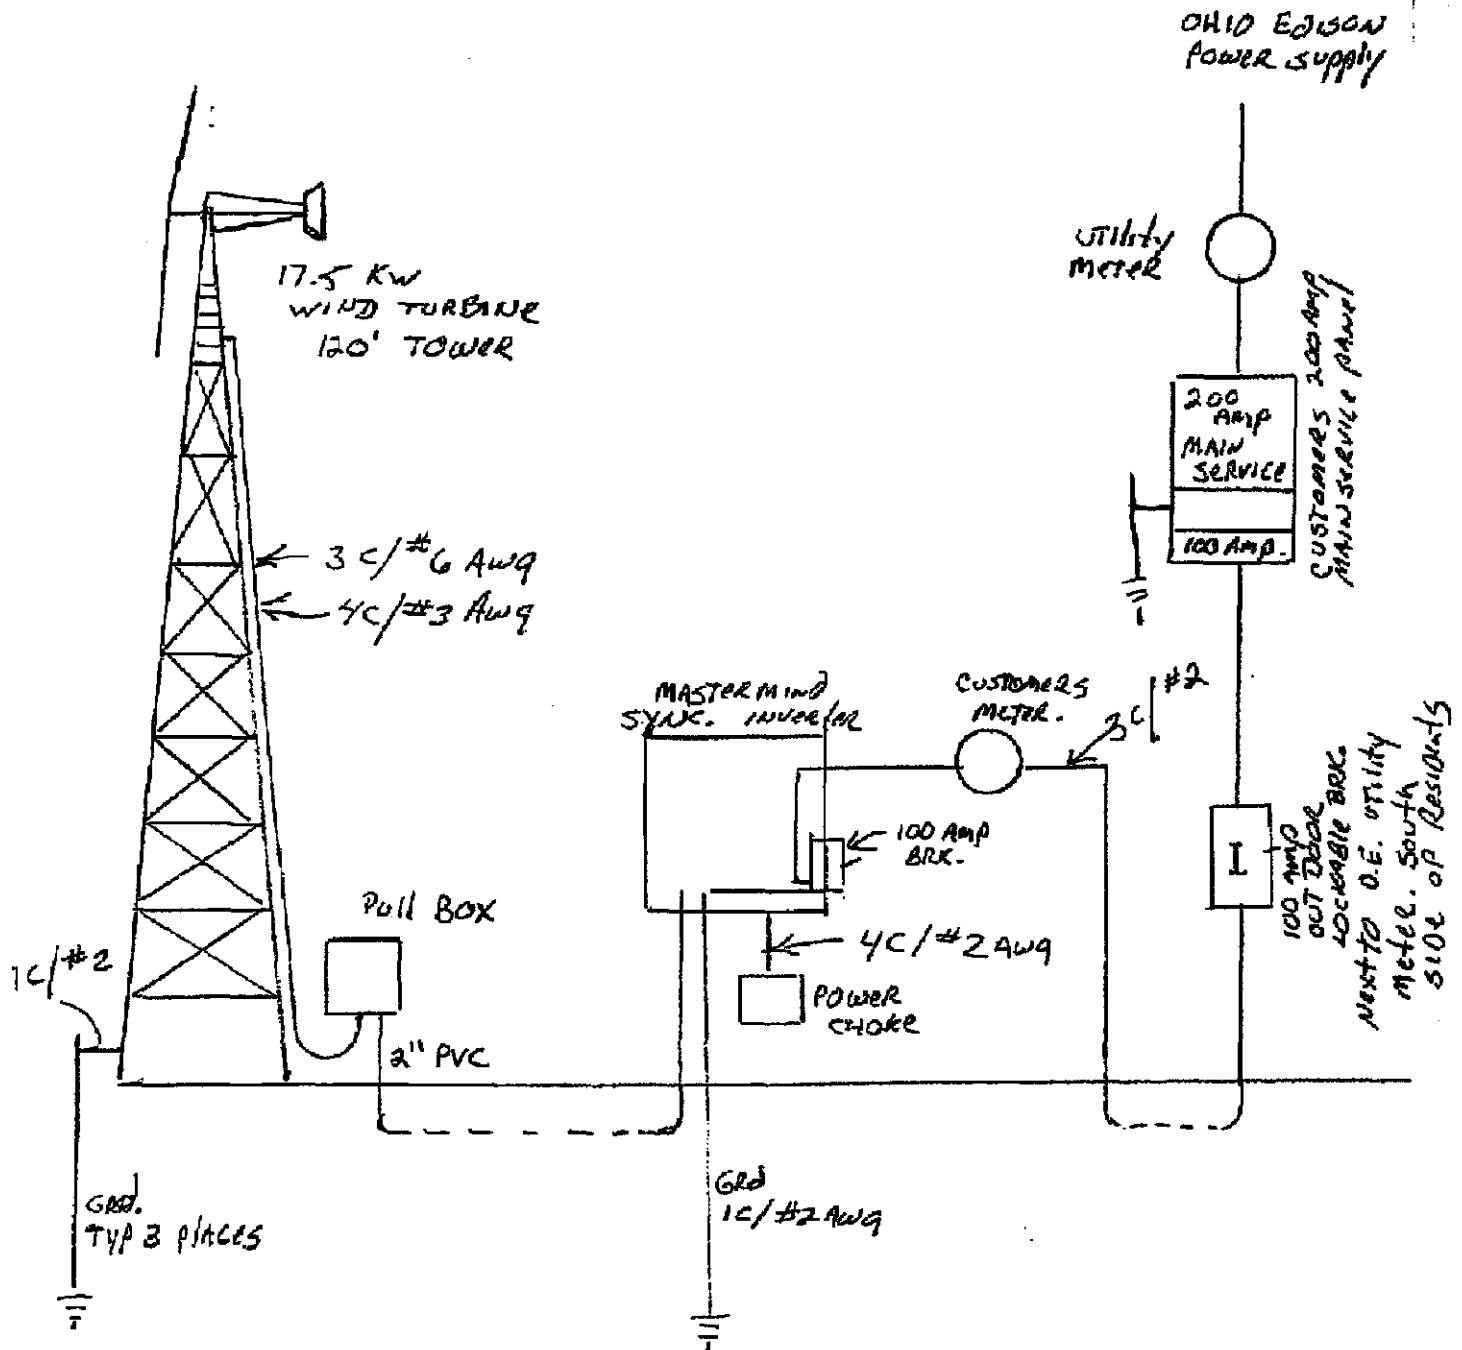 OHIO EDISON
POWER SUPPLY
UTILITY
METER
CUSTOMERS 200 AMP
MAIN SERVICE PANEL
200
AMP
MAIN
SERVICE
100 AMP.
17.5 KW
WIND TURBINE
120' TOWER
3 C/#6 AWG
4C/#3 AWG
MASTERMIND
SYNC. INVERTER
CUSTOMERS
METER.
3C/#2
100 AMP
BRK.
100 AMP
OUT DOOR
LOCKABLE BRK.
NEXT TO O.E. UTILITY
METER. SOUTH
SIDE OF RESIDENTS
I
Pull BOX
4C/#2 AWG
POWER
CHOKE
1C/#2
2" PVC
GRD.
TYP 3 PLACES
GRD
1C/#2 AWG